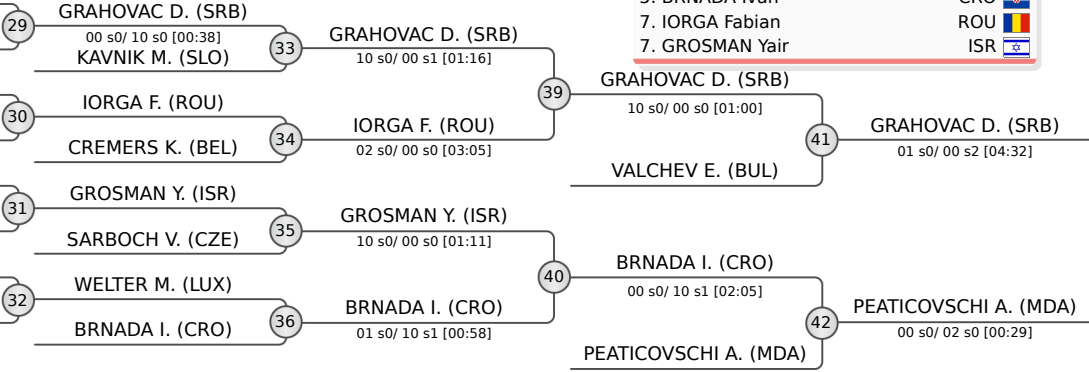 5. BRNADA Ivan CRO
7. IORGA Fabian ROU
7. GROSMAN Yair ISR
29
GRAHOVAC D. (SRB)
00 s0/ 10 s0 [00:38]
KAVNIK M. (SLO)
33
GRAHOVAC D. (SRB)
10 s0/ 00 s1 [01:16]
30
IORGA F. (ROU)
CREMERS K. (BEL)
34
IORGA F. (ROU)
02 s0/ 00 s0 [03:05]
39
GRAHOVAC D. (SRB)
10 s0/ 00 s0 [01:00]
VALCHEV E. (BUL)
41
GRAHOVAC D. (SRB)
01 s0/ 00 s2 [04:32]
31
GROSMAN Y. (ISR)
SARBOCH V. (CZE)
35
GROSMAN Y. (ISR)
10 s0/ 00 s0 [01:11]
32
WELTER M. (LUX)
BRNADA I. (CRO)
36
BRNADA I. (CRO)
01 s0/ 10 s1 [00:58]
40
BRNADA I. (CRO)
00 s0/ 10 s1 [02:05]
PEATICOVSCHI A. (MDA)
42
PEATICOVSCHI A. (MDA)
00 s0/ 02 s0 [00:29]